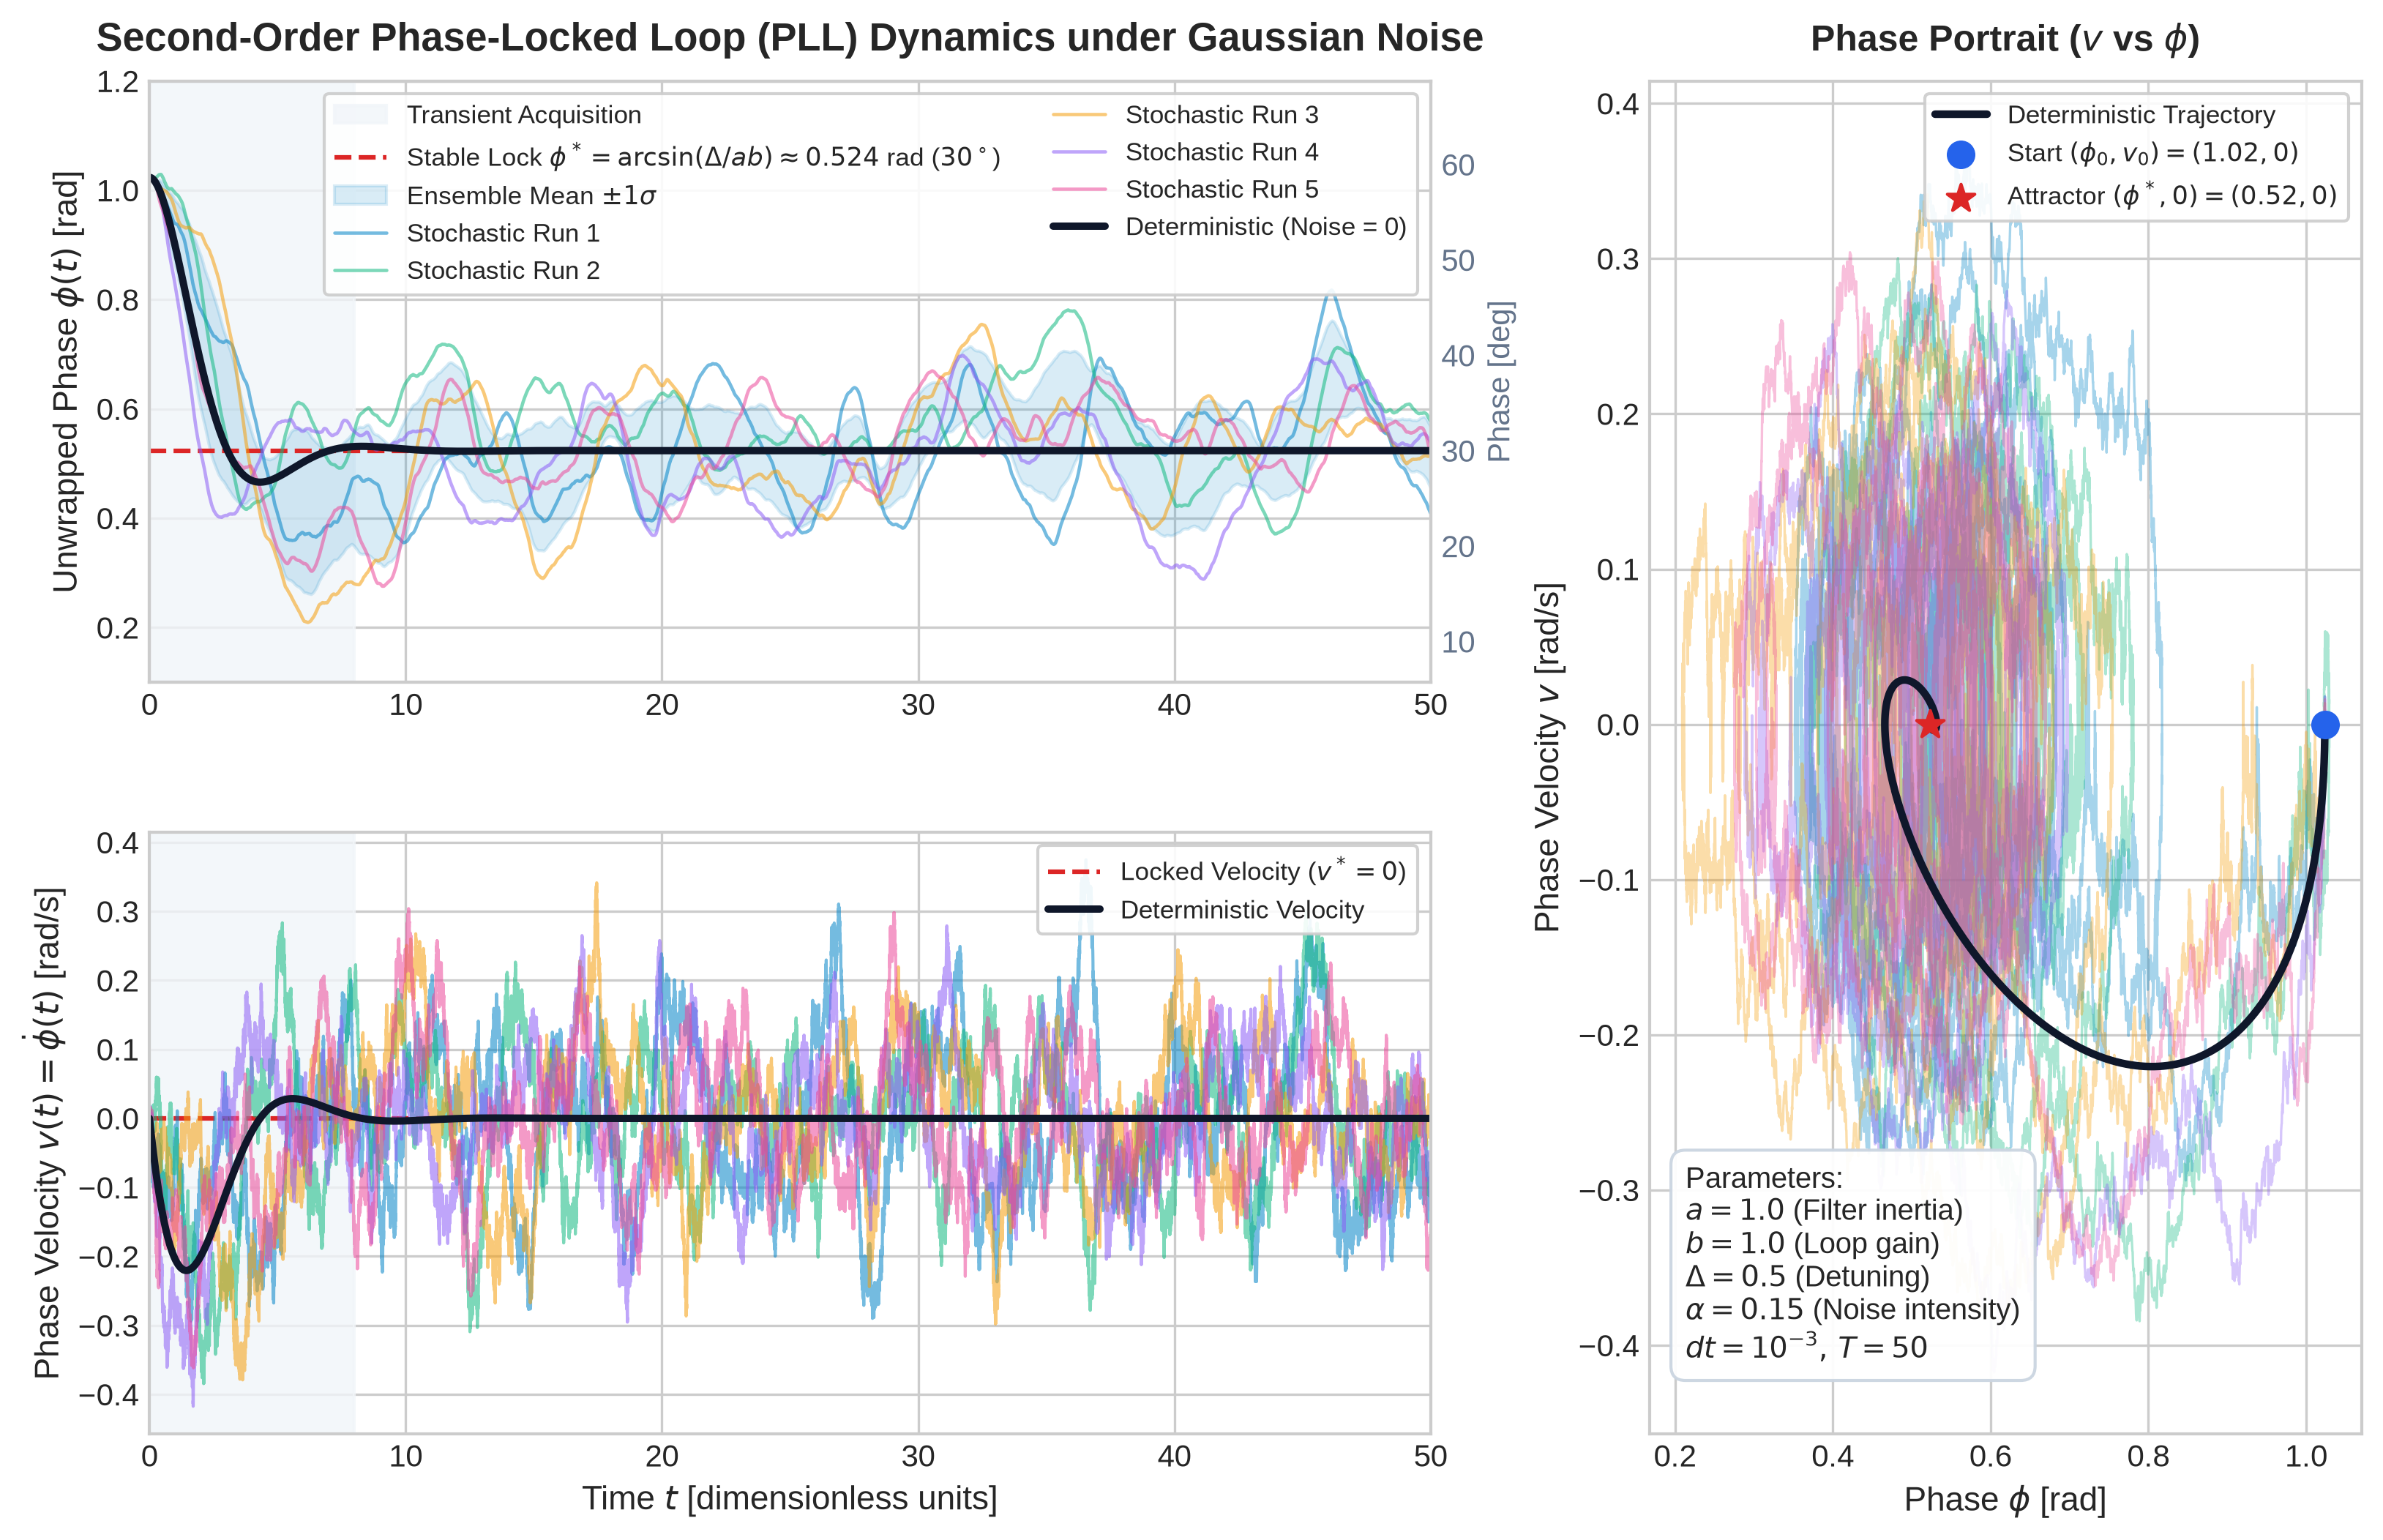 Second-Order Phase-Locked Loop (PLL) Dynamics under Gaussian Noise
Unwrapped Phase ϕ(t) [rad]
1.2
1.0
0.8
0.6
0.4
0.2
0
10
20
30
40
50
Transient Acquisition
Stable Lock ϕ* = arcsin(Δ/ab) ≈ 0.524 rad (30°)
Ensemble Mean ±1σ
Stochastic Run 1
Stochastic Run 2
Stochastic Run 3
Stochastic Run 4
Stochastic Run 5
Deterministic (Noise = 0)
60
50
40
30
20
10
Phase [deg]
Phase Velocity v(t) = ϕ̇(t) [rad/s]
0.4
0.3
0.2
0.1
0.0
−0.1
−0.2
−0.3
−0.4
0
10
20
30
40
50
Locked Velocity (v* = 0)
Deterministic Velocity
Time t [dimensionless units]
Phase Portrait (v vs ϕ)
Phase Velocity v [rad/s]
0.4
0.3
0.2
0.1
0.0
−0.1
−0.2
−0.3
−0.4
Deterministic Trajectory
Start (ϕ₀, v₀) = (1.02, 0)
Attractor (ϕ*, 0) = (0.52, 0)
Parameters:
a = 1.0 (Filter inertia)
b = 1.0 (Loop gain)
Δ = 0.5 (Detuning)
α = 0.15 (Noise intensity)
dt = 10⁻³, T = 50
0.2
0.4
0.6
0.8
1.0
Phase ϕ [rad]